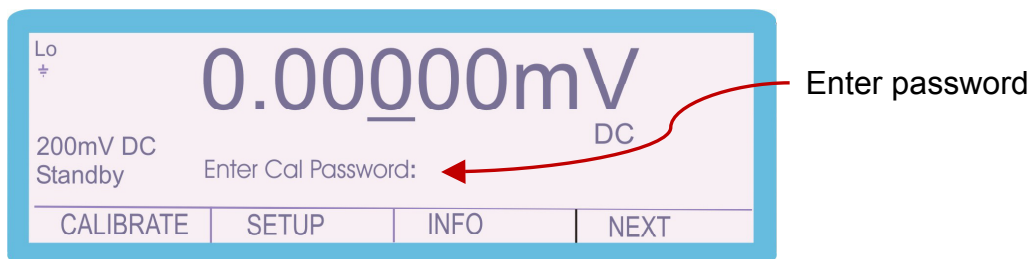 Lo
0.00000mV
DC
200mV DC
Standby
Enter Cal Password:
Enter password
CALIBRATE SETUP INFO NEXT